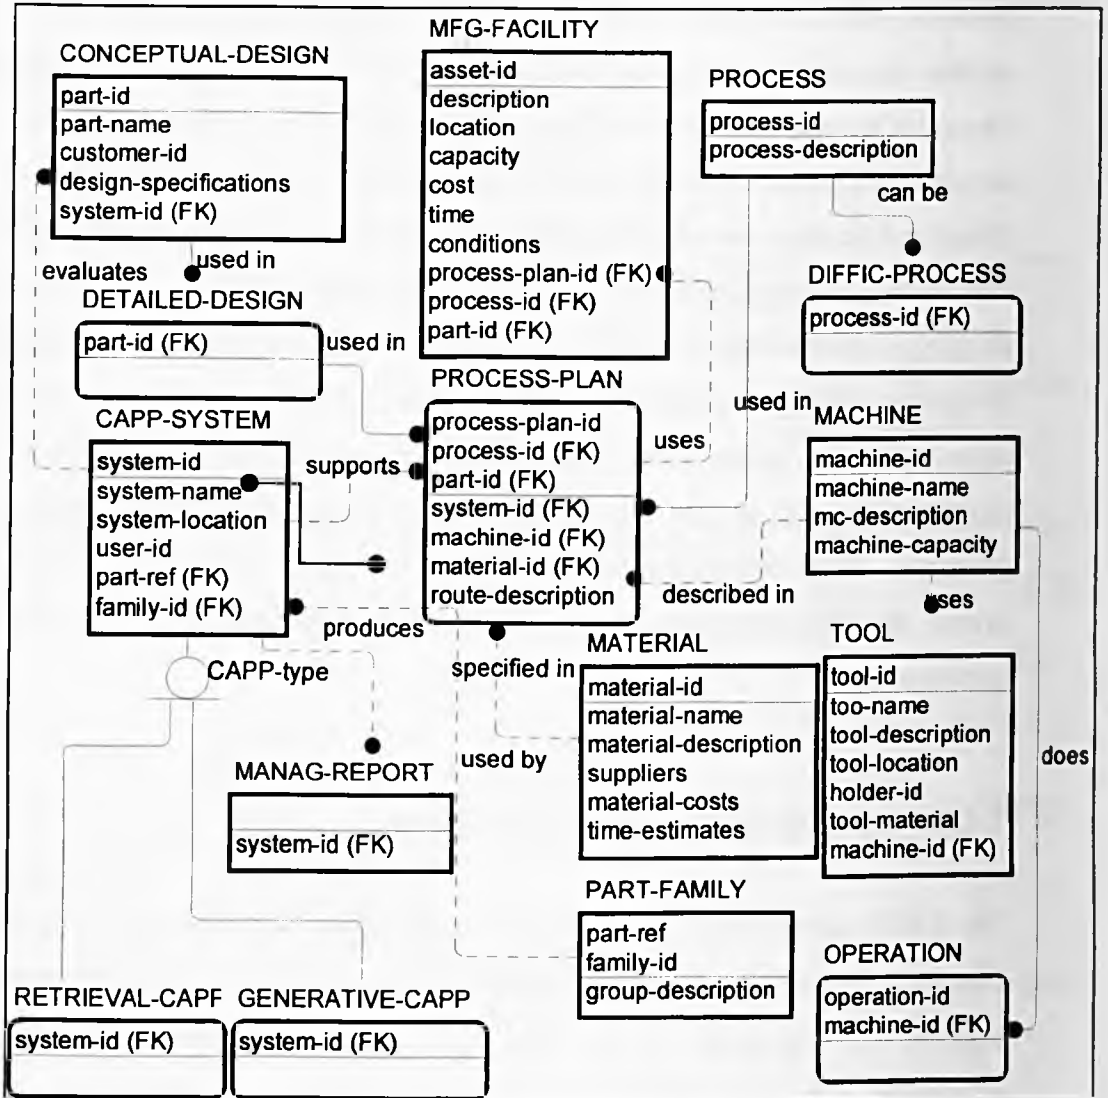 CONCEPTUAL-DESIGN
part-id
part-name
customer-id
design-specifications
system-id (FK)
MFG-FACILITY
asset-id
description
location
capacity
cost
time
conditions
process-plan-id (FK)
process-id (FK)
part-id (FK)
PROCESS
process-id
process-description
can be
evaluates
used in
DETAILED-DESIGN
part-id (FK)
used in
DIFFIC-PROCESS
process-id (FK)
CAPP-SYSTEM
system-id
system-name
system-location
user-id
part-ref (FK)
family-id (FK)
supports
PROCESS-PLAN
process-plan-id
process-id (FK)
part-id (FK)
system-id (FK)
machine-id (FK)
material-id (FK)
route-description
uses
used in
MACHINE
machine-id
machine-name
mc-description
machine-capacity
described in
uses
produces
CAPP-type
specified in
used by
MATERIAL
material-id
material-name
material-description
suppliers
material-costs
time-estimates
TOOL
tool-id
too-name
tool-description
tool-location
holder-id
tool-material
machine-id (FK)
does
MANAG-REPORT
system-id (FK)
PART-FAMILY
part-ref
family-id
group-description
OPERATION
operation-id
machine-id (FK)
RETRIEVAL-CAPP
system-id (FK)
GENERATIVE-CAPP
system-id (FK)